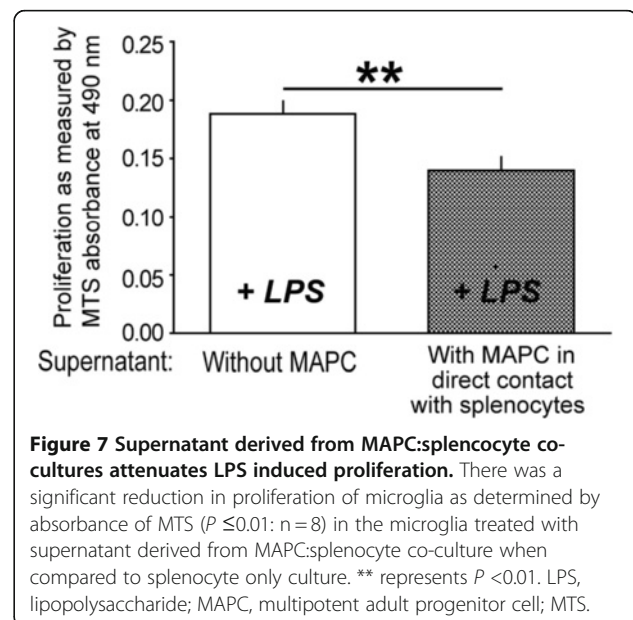 Proliferation as measured by
MTS absorbance at 490 nm
0.25
0.20
0.15
0.10
0.05
0.00
**
+ LPS
+ LPS
Supernatant:
Without MAPC
With MAPC in
direct contact
with splenocytes
Figure 7 Supernatant derived from MAPC:splencocyte co-
cultures attenuates LPS induced proliferation. There was a
significant reduction in proliferation of microglia as determined by
absorbance of MTS (P ≤0.01: n = 8) in the microglia treated with
supernatant derived from MAPC:splenocyte co-culture when
compared to splenocyte only culture. ** represents P <0.01. LPS,
lipopolysaccharide; MAPC, multipotent adult progenitor cell; MTS.